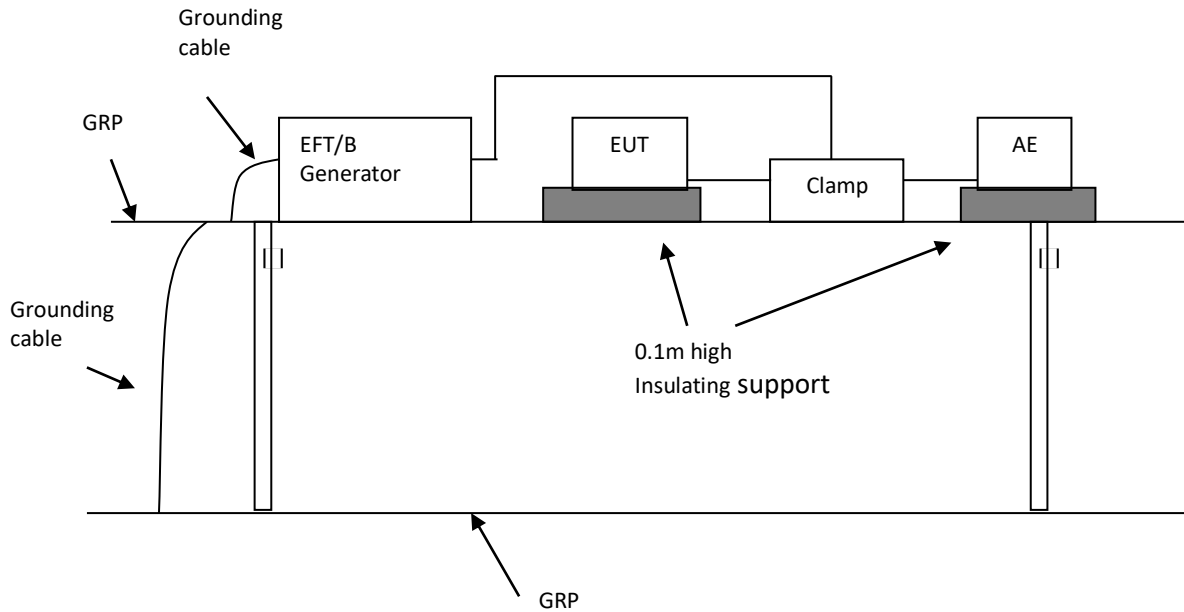 Grounding
cable
GRP
EFT/B
Generator
EUT
Clamp
AE
Grounding
cable
0.1m high
Insulating support
GRP